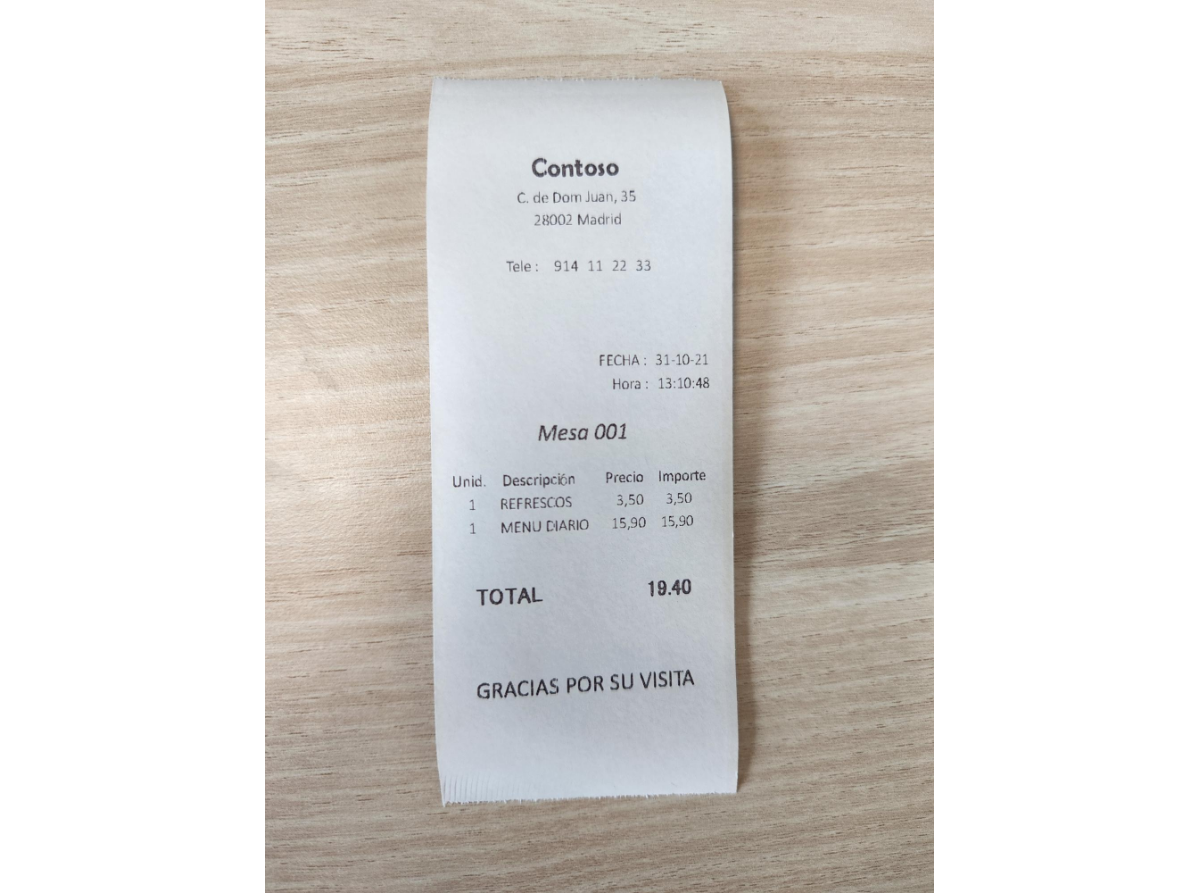 Contoso
C. de Dom Juan, 35
28002 Madrid
Tele : 914 11 22 33
FECHA : 31-10-21
Hora : 13:10:48
Mesa 001
Unid. Descripción Precio Importe
1 REFRESCOS 3,50 3,50
1 MENU DIARIO 15,90 15,90
TOTAL 19.40
GRACIAS POR SU VISITA